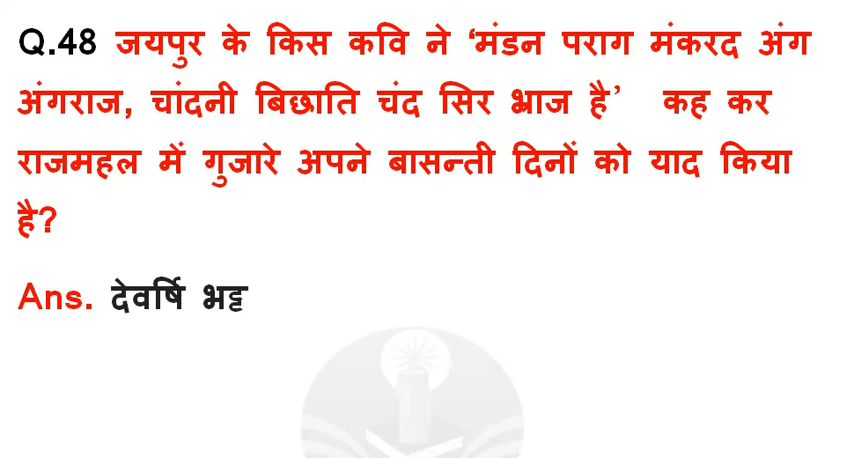 Q.48 जयपुर के किस कवि ने ‘मंडन पराग मंकरद अंग
अंगराज, चांदनी बिछाति चंद सिर भ्राज है’ कह कर
राजमहल में गुजारे अपने बासन्ती दिनों को याद किया
है?
Ans. देवर्षि भट्ट